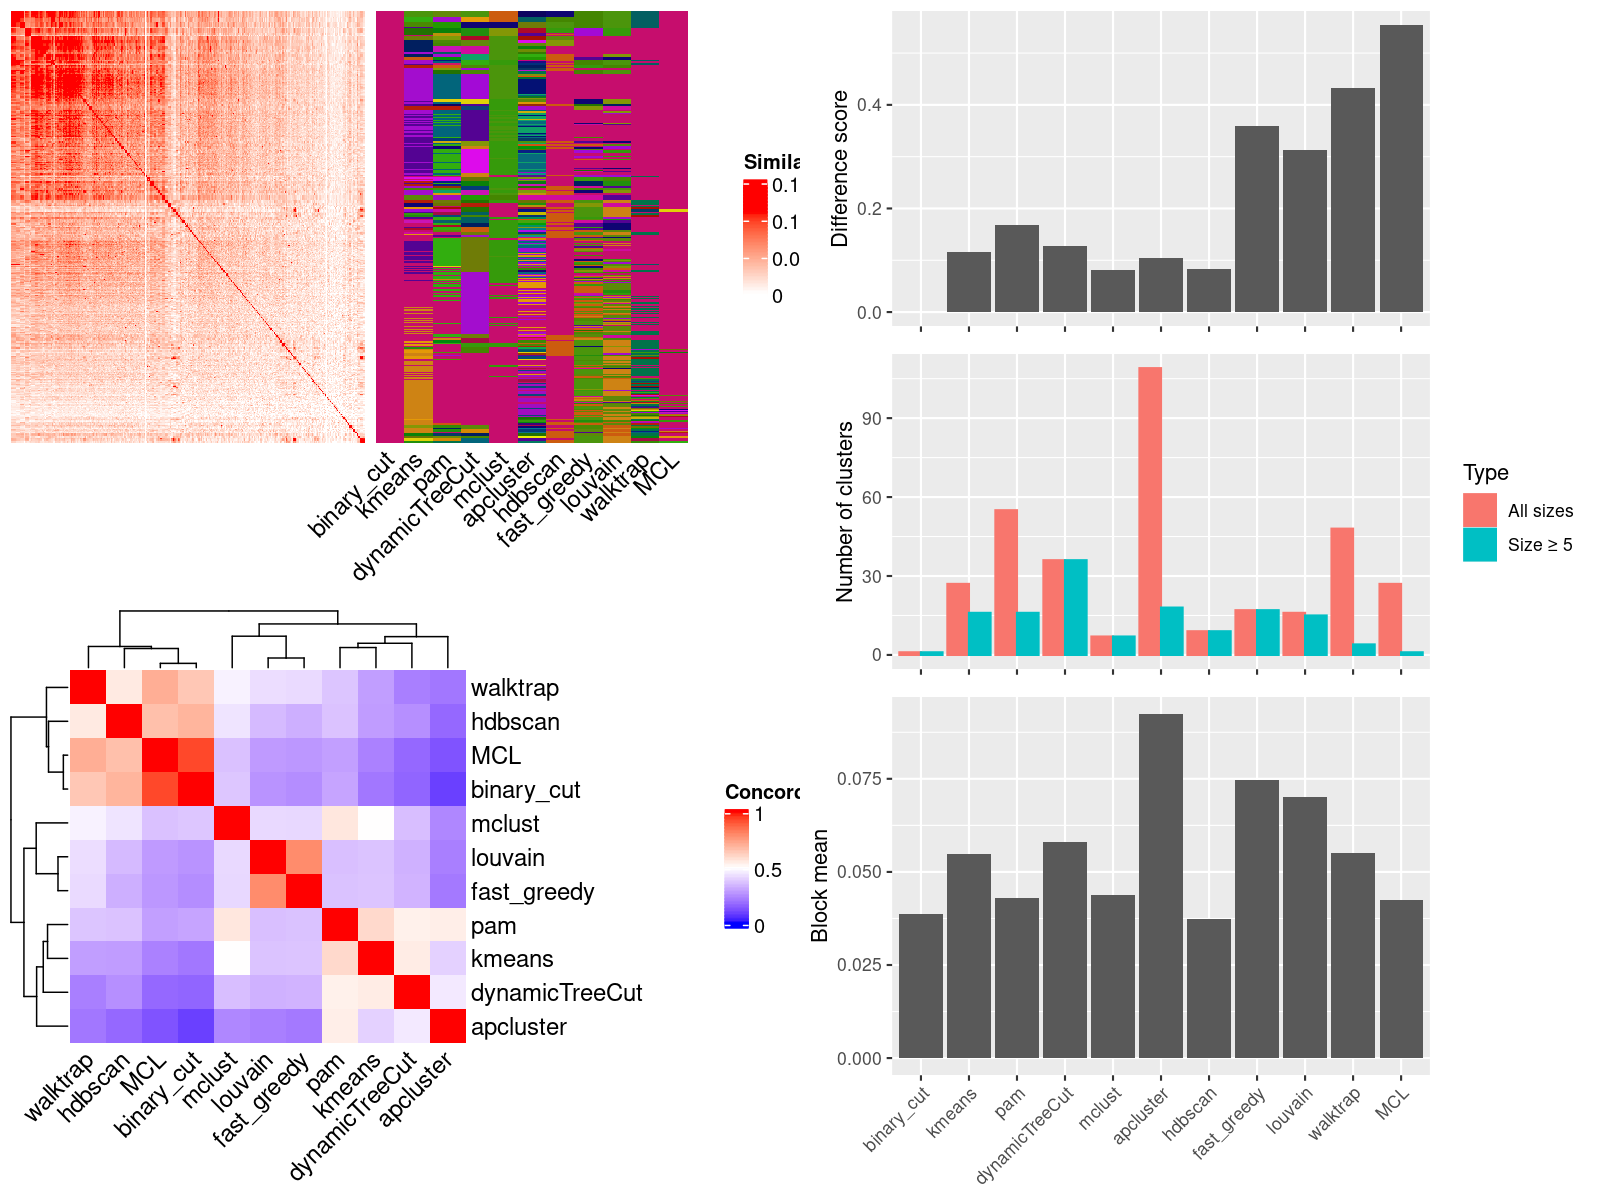 Simila
0.1
0.1
0.0
0
binary_cut
kmeans
pam
dynamicTreeCut
mclust
apcluster
hdbscan
fast_greedy
louvain
walktrap
MCL
walktrap
hdbscan
MCL
binary_cut
mclust
louvain
fast_greedy
pam
kmeans
dynamicTreeCut
apcluster
walktrap
hdbscan
MCL
binary_cut
mclust
louvain
fast_greedy
pam
kmeans
dynamicTreeCut
apcluster
Concord
1
0.5
0
Difference score
0.4
0.2
0.0
Number of clusters
90
60
30
0
Type
All sizes
Size ≥ 5
Block mean
0.075
0.050
0.025
0.000
binary_cut
kmeans
pam
dynamicTreeCut
mclust
apcluster
hdbscan
fast_greedy
louvain
walktrap
MCL